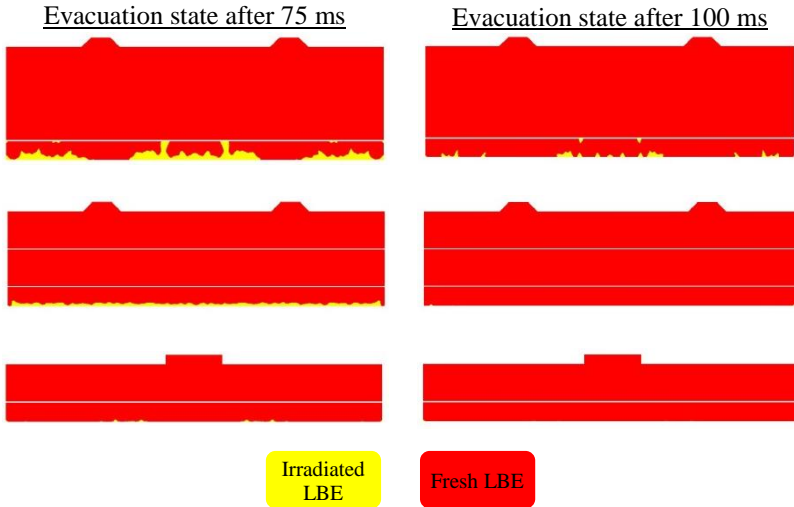 Evacuation state after 75 ms
Evacuation state after 100 ms
Irradiated
LBE
Fresh LBE